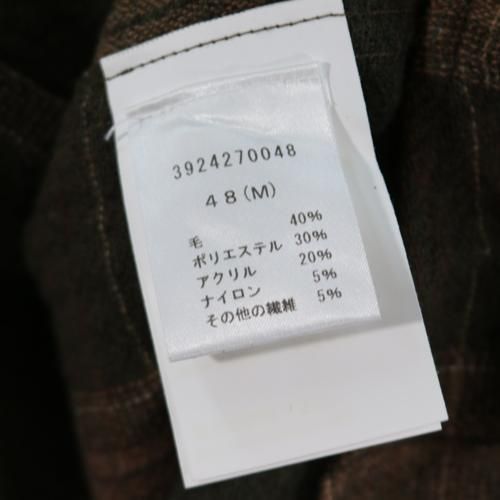 3924270048
48(M)
毛 40%
ポリエステル 30%
アクリル 20%
ナイロン 5%
その他の繊維 5%